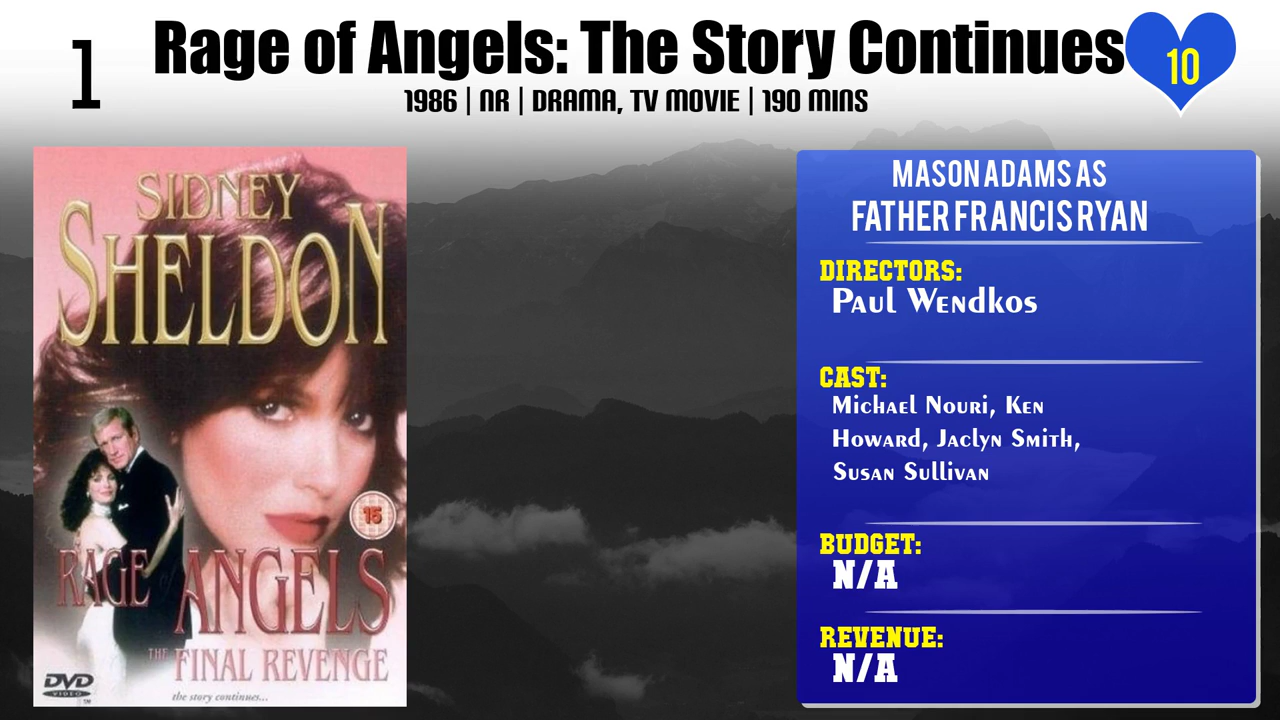 1
Rage of Angels: The Story Continues
10
1986 | NR | DRAMA, TV MOVIE | 190 MINS
SIDNEY
SHELDON
15
RAGE of ANGELS
THE FINAL REVENGE
the story continues...
DVD
VIDEO
TM
MASON ADAMS AS
FATHER FRANCIS RYAN
DIRECTORS:
Paul Wendkos
CAST:
Michael Nouri, Ken
Howard, Jaclyn Smith,
Susan Sullivan
BUDGET:
N/A
REVENUE:
N/A